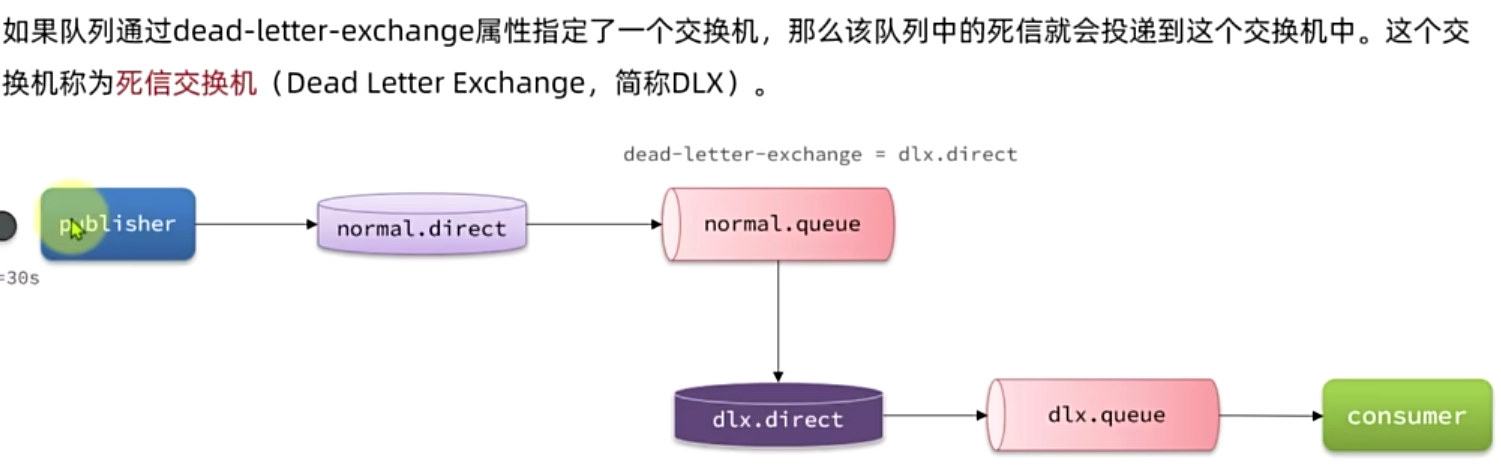 如果队列通过dead-letter-exchange属性指定了一个交换机，那么该队列中的死信就会投递到这个交换机中。这个交
换机称为死信交换机（Dead Letter Exchange，简称DLX）。
dead-letter-exchange = dlx.direct
publisher
normal.direct
normal.queue
=30s
dlx.direct
dlx.queue
consumer